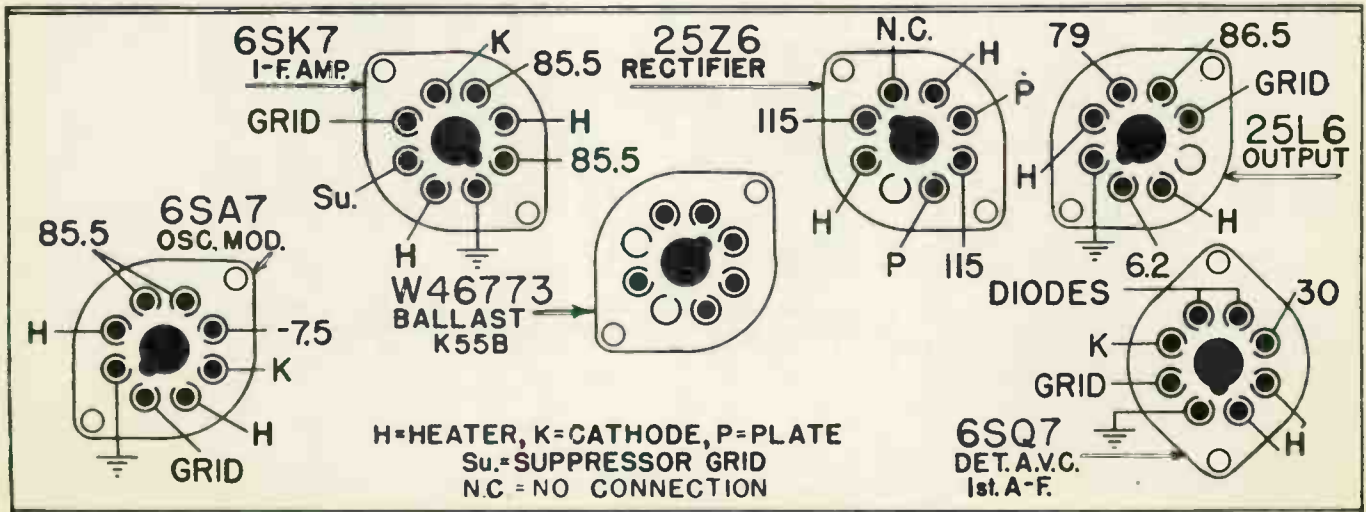 6SK7
I-F. AMP.
K
85.5
GRID
H
85.5
Su.
H
25Z6
RECTIFIER
N.C.
H
P
115
H
P
115
79
86.5
GRID
H
25L6
OUTPUT
H
6.2
6SA7
OSC. MOD.
85.5
H
-7.5
K
H
GRID
W46773
BALLAST
K55B
DIODES
30
K
GRID
H
6SQ7
DET. A.V.C.
1st. A-F.
H=HEATER, K=CATHODE, P=PLATE
Su.=SUPPRESSOR GRID
N.C = NO CONNECTION